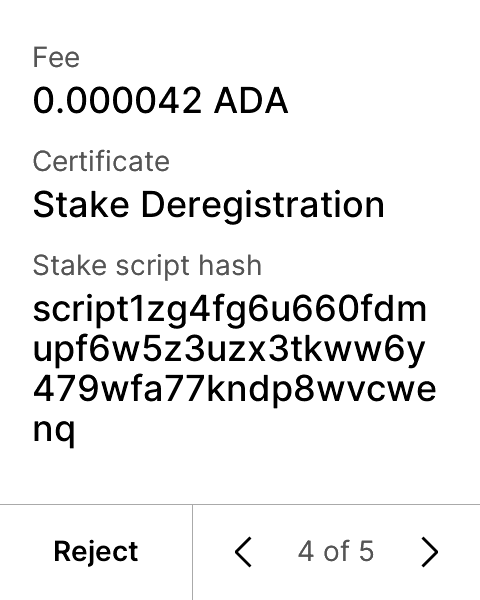 Fee
0.000042 ADA
Certificate
Stake Deregistration
Stake script hash
script1zg4fg6u660fdm
upf6w5z3uzx3tkww6y
479wfa77kndp8wvcwe
nq
Reject
4 of 5